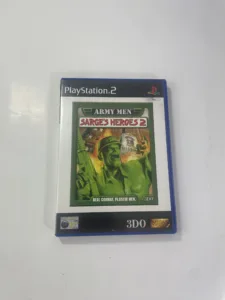 PlayStation.2
ARMY MEN
SARGE'S HEROES 2
REAL COMBAT. PLASTIC MEN.
3DO